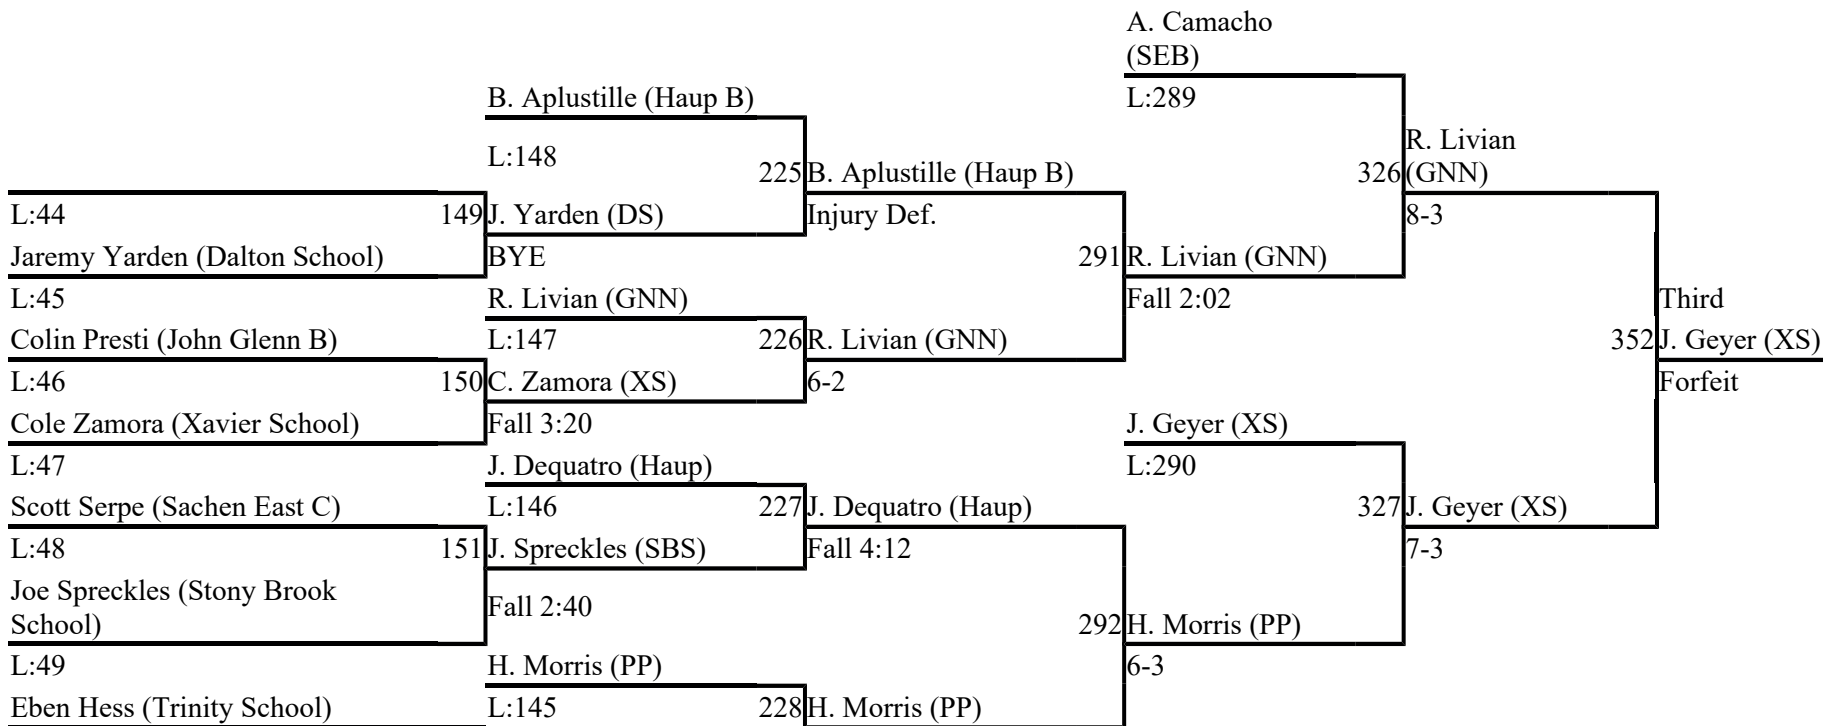 A. Camacho
(SEB)
B. Aplustille (Haup B)
L:289
L:148
R. Livian
225 B. Aplustille (Haup B)
326 (GNN)
L:44
149 J. Yarden (DS)
Injury Def.
8-3
Jaremy Yarden (Dalton School)
BYE
291 R. Livian (GNN)
L:45
R. Livian (GNN)
Fall 2:02
Third
Colin Presti (John Glenn B)
L:147
226 R. Livian (GNN)
352 J. Geyer (XS)
L:46
150 C. Zamora (XS)
6-2
Forfeit
Cole Zamora (Xavier School)
Fall 3:20
J. Geyer (XS)
L:47
J. Dequatro (Haup)
L:290
Scott Serpe (Sachen East C)
L:146
227 J. Dequatro (Haup)
327 J. Geyer (XS)
L:48
151 J. Spreckles (SBS)
Fall 4:12
7-3
Joe Spreckles (Stony Brook
School)
Fall 2:40
292 H. Morris (PP)
L:49
H. Morris (PP)
6-3
Eben Hess (Trinity School)
L:145
228 H. Morris (PP)